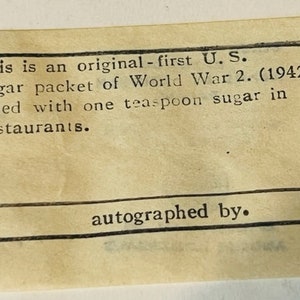 is is an original-first U. S.
gar packet of World War 2. (1942
ed with one teaspoon sugar in
staurants.
autographed by.